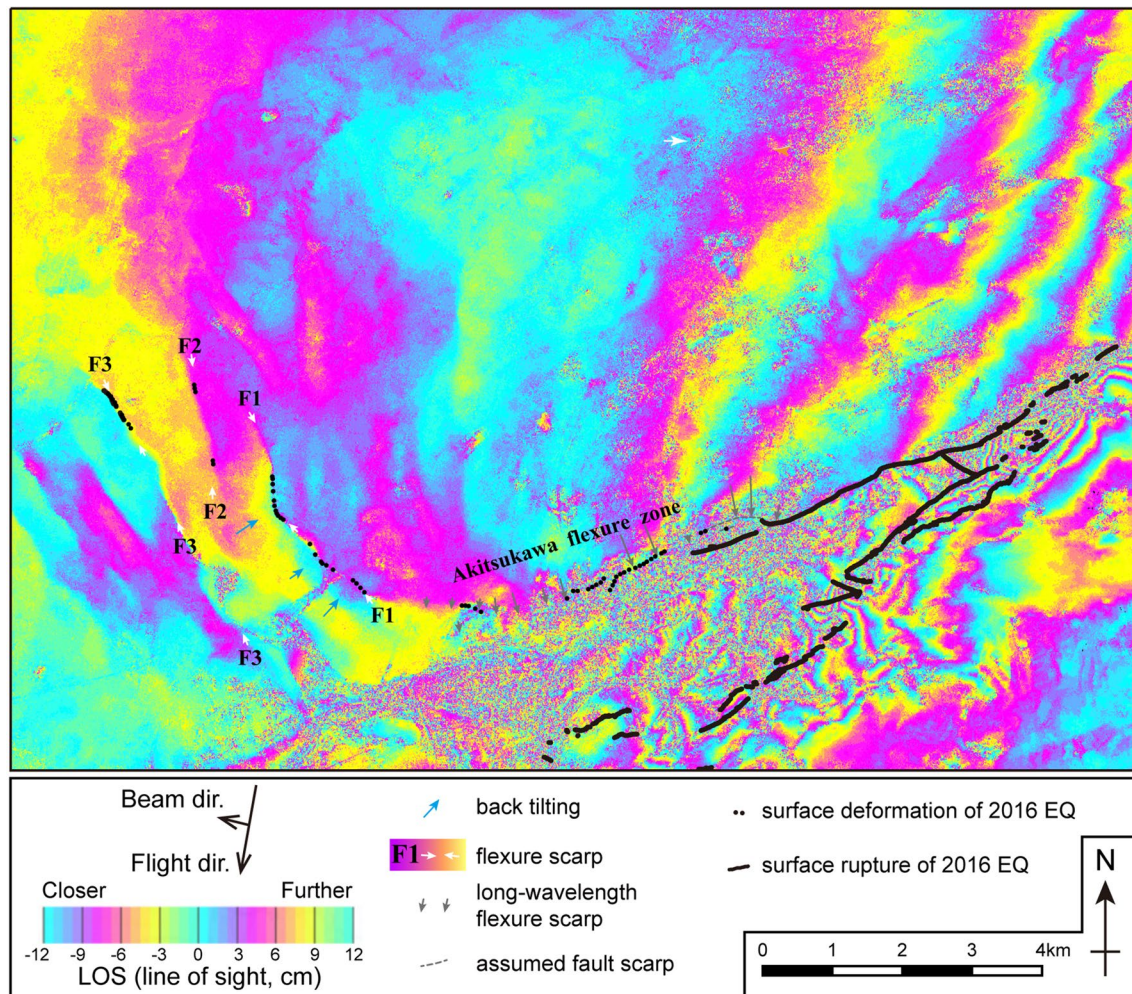 F3
F2
F1
F2
F3
F1
F3
Akitsukawa flexure zone
Beam dir.
Flight dir.
Closer
Further
-12 -9 -6 -3 0 3 6 9 12
LOS (line of sight, cm)
back tilting
F1
flexure scarp
long-wavelength
flexure scarp
assumed fault scarp
surface deformation of 2016 EQ
surface rupture of 2016 EQ
N
0 1 2 3 4km